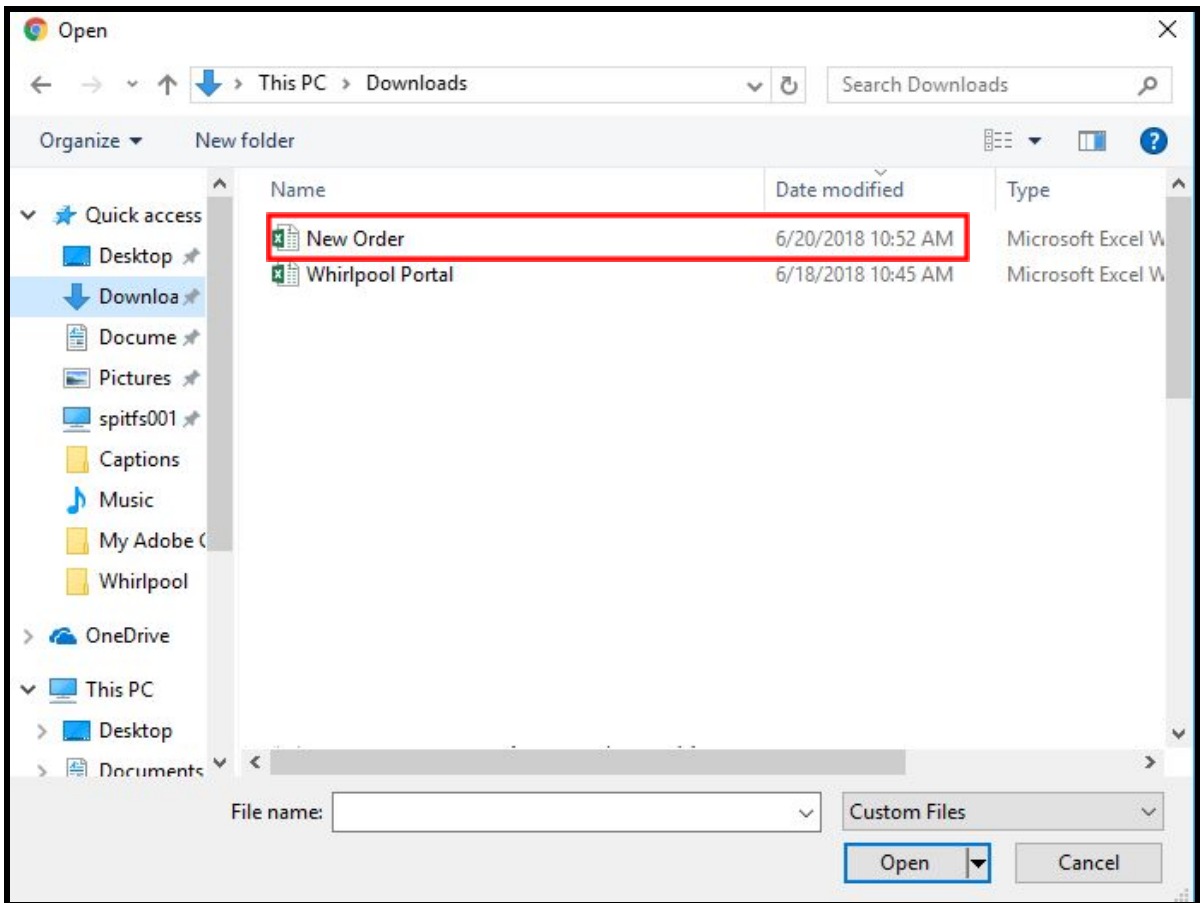 Open
This PC > Downloads
Search Downloads
Organize
New folder
Name
Date modified
Type
Quick access
New Order
6/20/2018 10:52 AM
Microsoft Excel W
Desktop
Whirlpool Portal
6/18/2018 10:45 AM
Microsoft Excel W
Downloa
Docume
Pictures
spitfs001
Captions
Music
My Adobe C
Whirlpool
OneDrive
This PC
Desktop
Documents
File name:
Custom Files
Open
Cancel